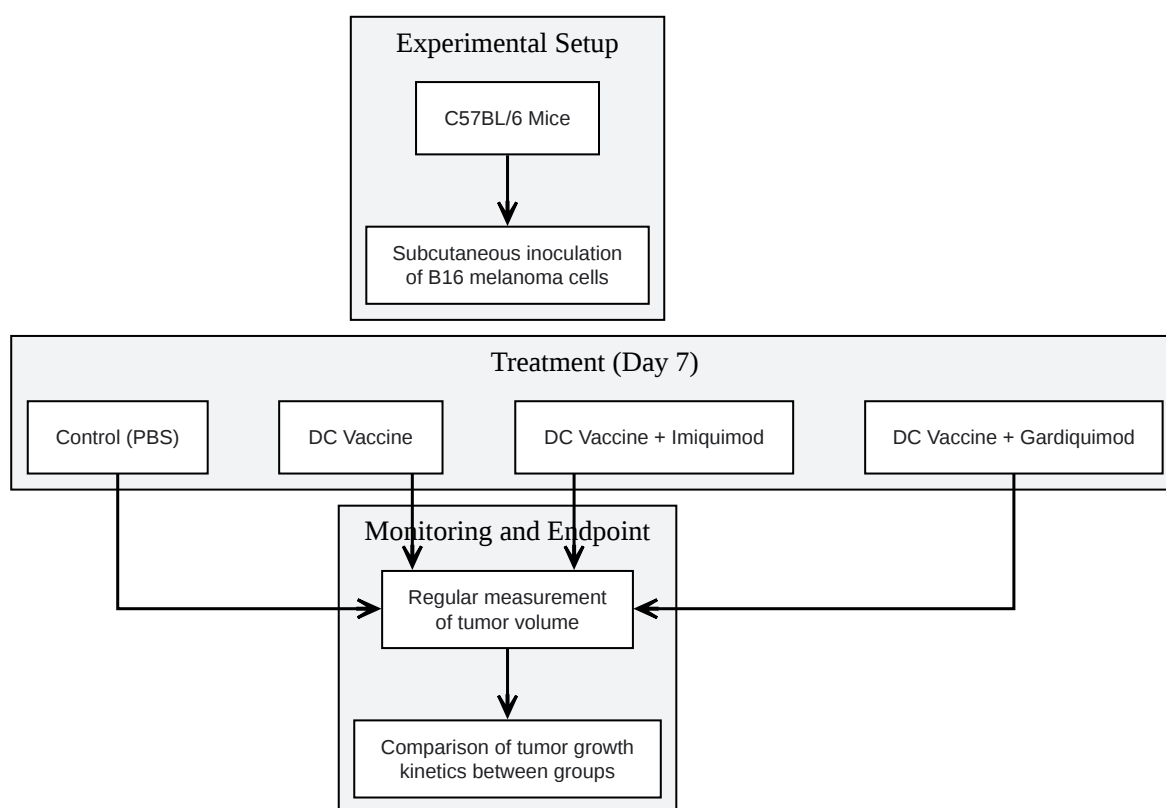 Experimental Setup
C57BL/6 Mice
Subcutaneous inoculation
of B16 melanoma cells
Treatment (Day 7)
Control (PBS)
DC Vaccine
DC Vaccine + Imiquimod
DC Vaccine + Gardiquimod
Monitoring and Endpoint
Regular measurement
of tumor volume
Comparison of tumor growth
kinetics between groups